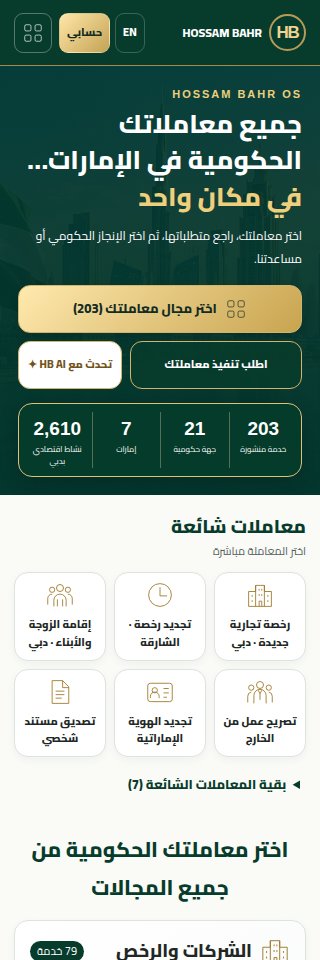 HB
HOSSAM BAHR
EN
حسابي
HOSSAM BAHR OS
جميع معاملاتك
الحكومية في الإمارات...
في مكان واحد
اختر معاملتك، راجع متطلباتها، ثم اختر الإنجاز الحكومي أو
مساعدتنا.
اختر مجال معاملتك (203)
اطلب تنفيذ معاملتك
تحدث مع HB AI ✦
203
خدمة منشورة
21
جهة حكومية
7
إمارات
2,610
نشاط اقتصادي
بدبي
معاملات شائعة
اختر المعاملة مباشرة
رخصة تجارية
جديدة · دبي
تجديد رخصة ·
الشارقة
إقامة الزوجة
والأبناء · دبي
تصريح عمل من
الخارج
تجديد الهوية
الإماراتية
تصديق مستند
شخصي
◀ بقية المعاملات الشائعة (7)
اختر معاملتك الحكومية من
جميع المجالات
الشركات والرخص
79 خدمة